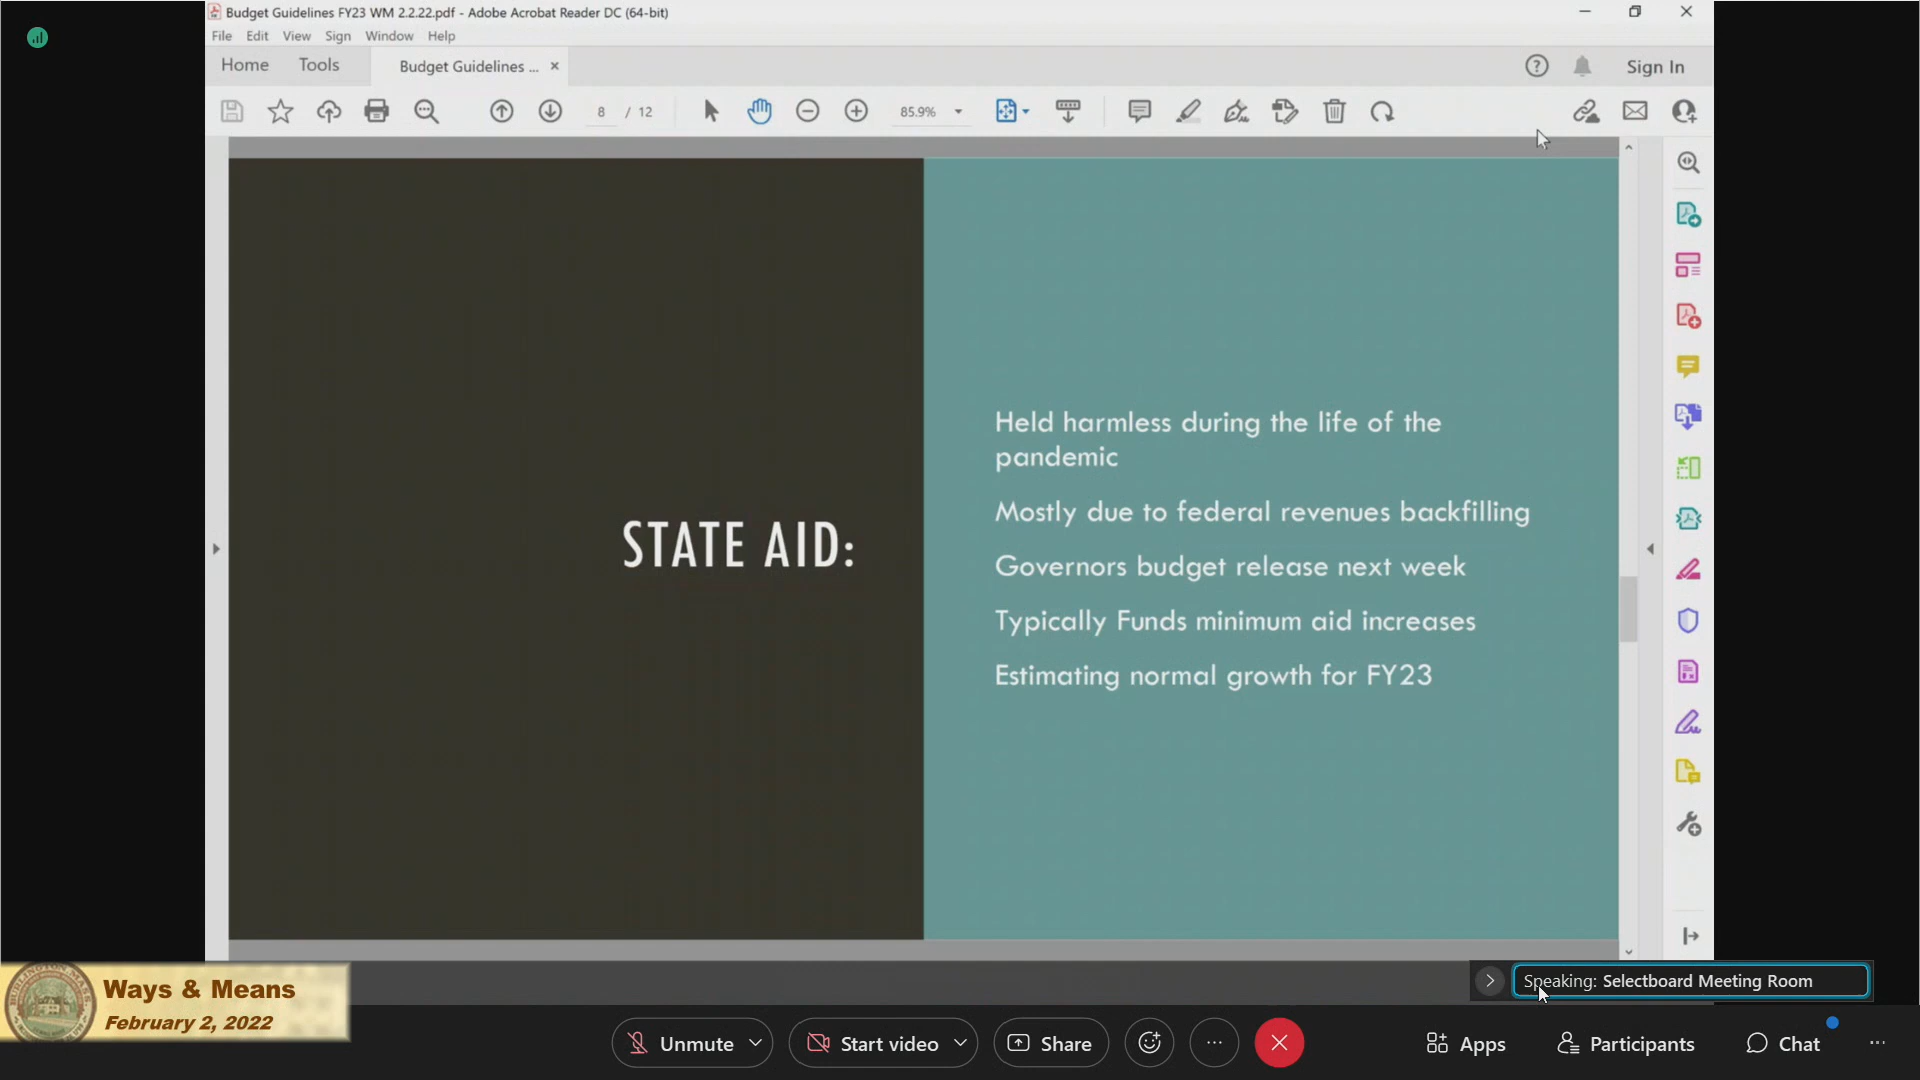 Budget Guidelines FY23 WM 2.2.22.pdf - Adobe Acrobat Reader DC (64-bit)
File Edit View Sign Window Help
Home Tools Budget Guidelines ... × Sign In
8 / 12 85.9%
STATE AID:
Held harmless during the life of the
pandemic
Mostly due to federal revenues backfilling
Governors budget release next week
Typically Funds minimum aid increases
Estimating normal growth for FY23
Speaking: Selectboard Meeting Room
Ways & Means
February 2, 2022
Unmute Start video Share Apps Participants Chat